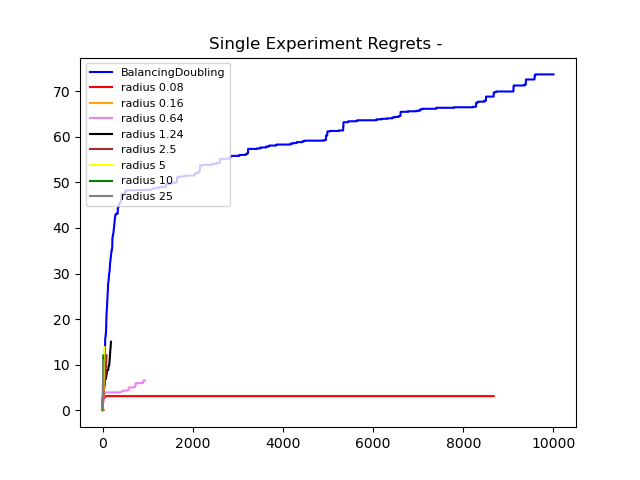 Single Experiment Regrets -
BalancingDoubling
radius 0.08
radius 0.16
radius 0.64
radius 1.24
radius 2.5
radius 5
radius 10
radius 25
70
60
50
40
30
20
10
0
0 2000 4000 6000 8000 10000